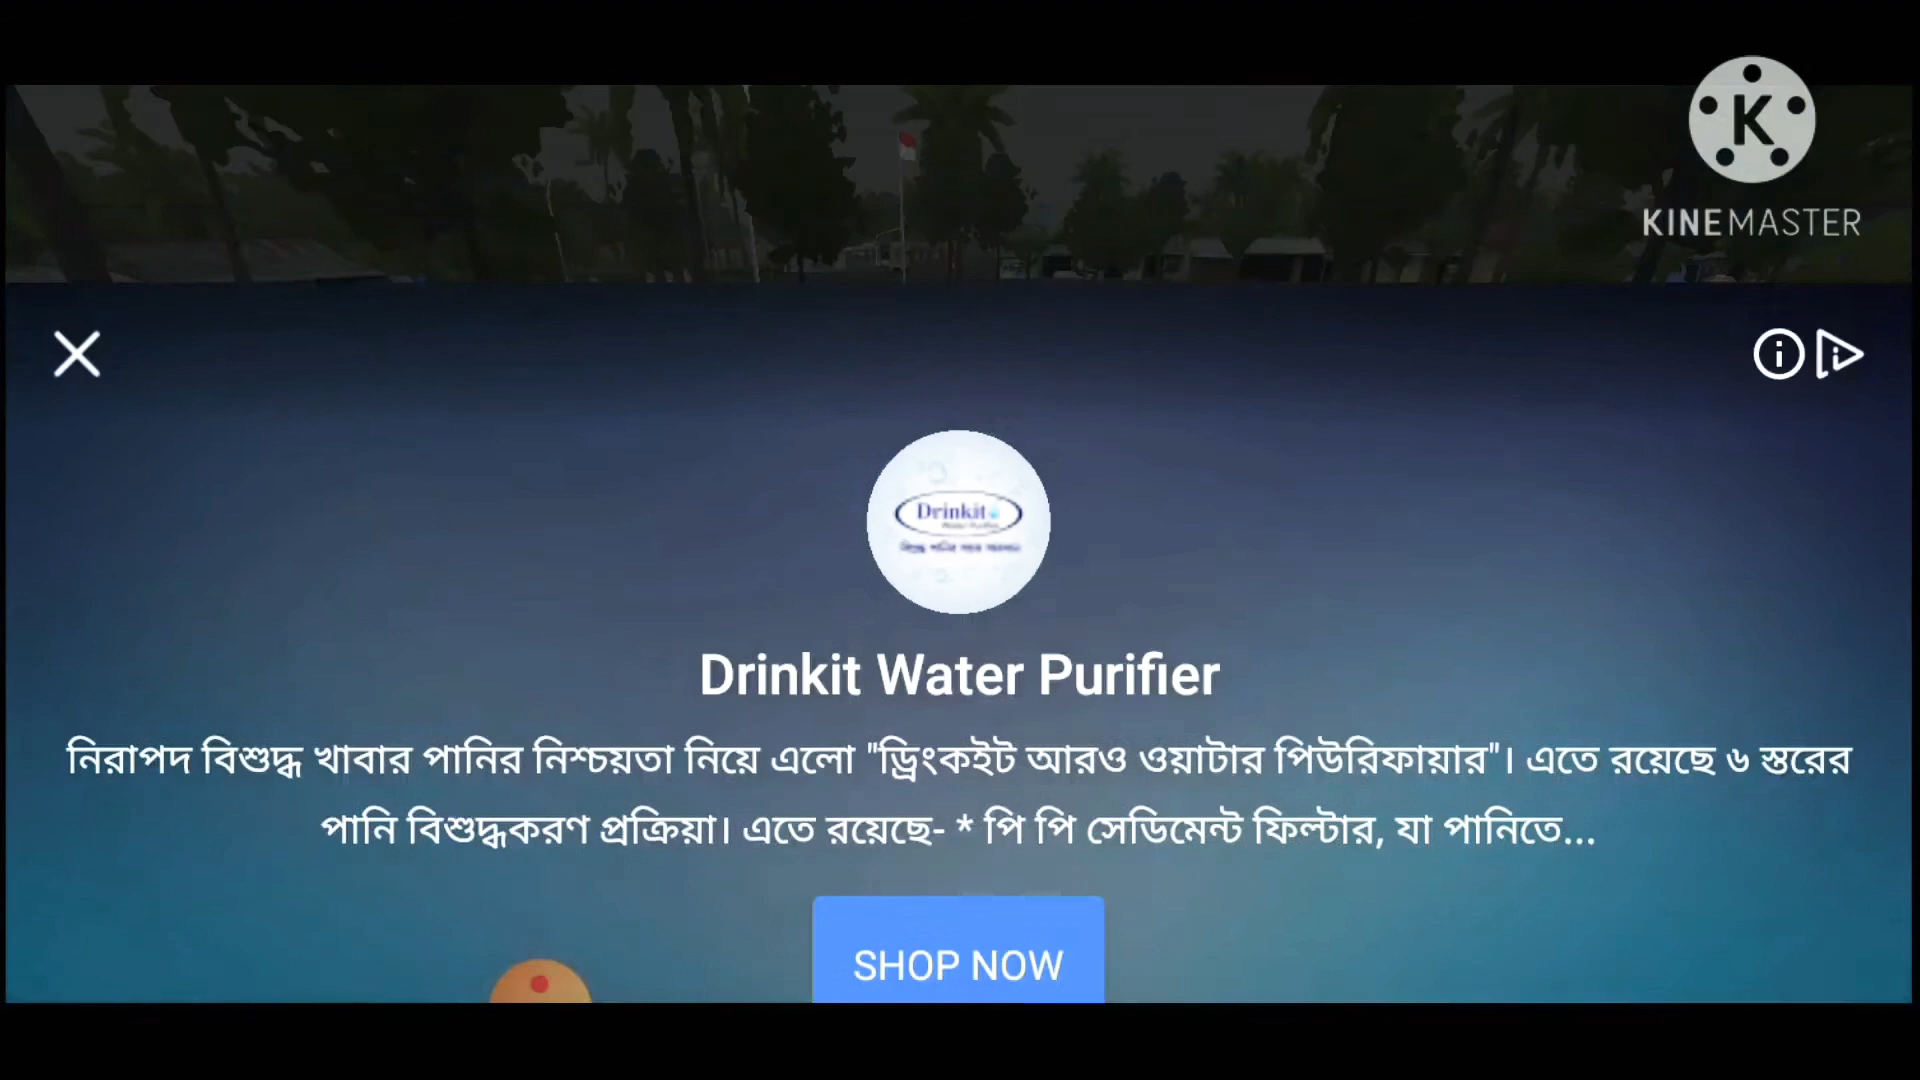 K
KINEMASTER
Drinkit
Drinkit Water Purifier
নিরাপদ বিশুদ্ধ খাবার পানির নিশ্চয়তা নিয়ে এলো "ড্রিংকইট আরও ওয়াটার পিউরিফায়ার"। এতে রয়েছে ৬ স্তরের
পানি বিশুদ্ধকরণ প্রক্রিয়া। এতে রয়েছে- * পি পি সেডিমেন্ট ফিল্টার, যা পানিতে...
SHOP NOW